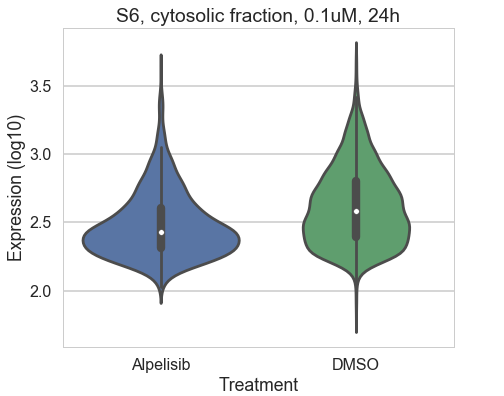 S6, cytosolic fraction, 0.1uM, 24h
Expression (log10)
3.5
3.0
2.5
2.0
Alpelisib
DMSO
Treatment